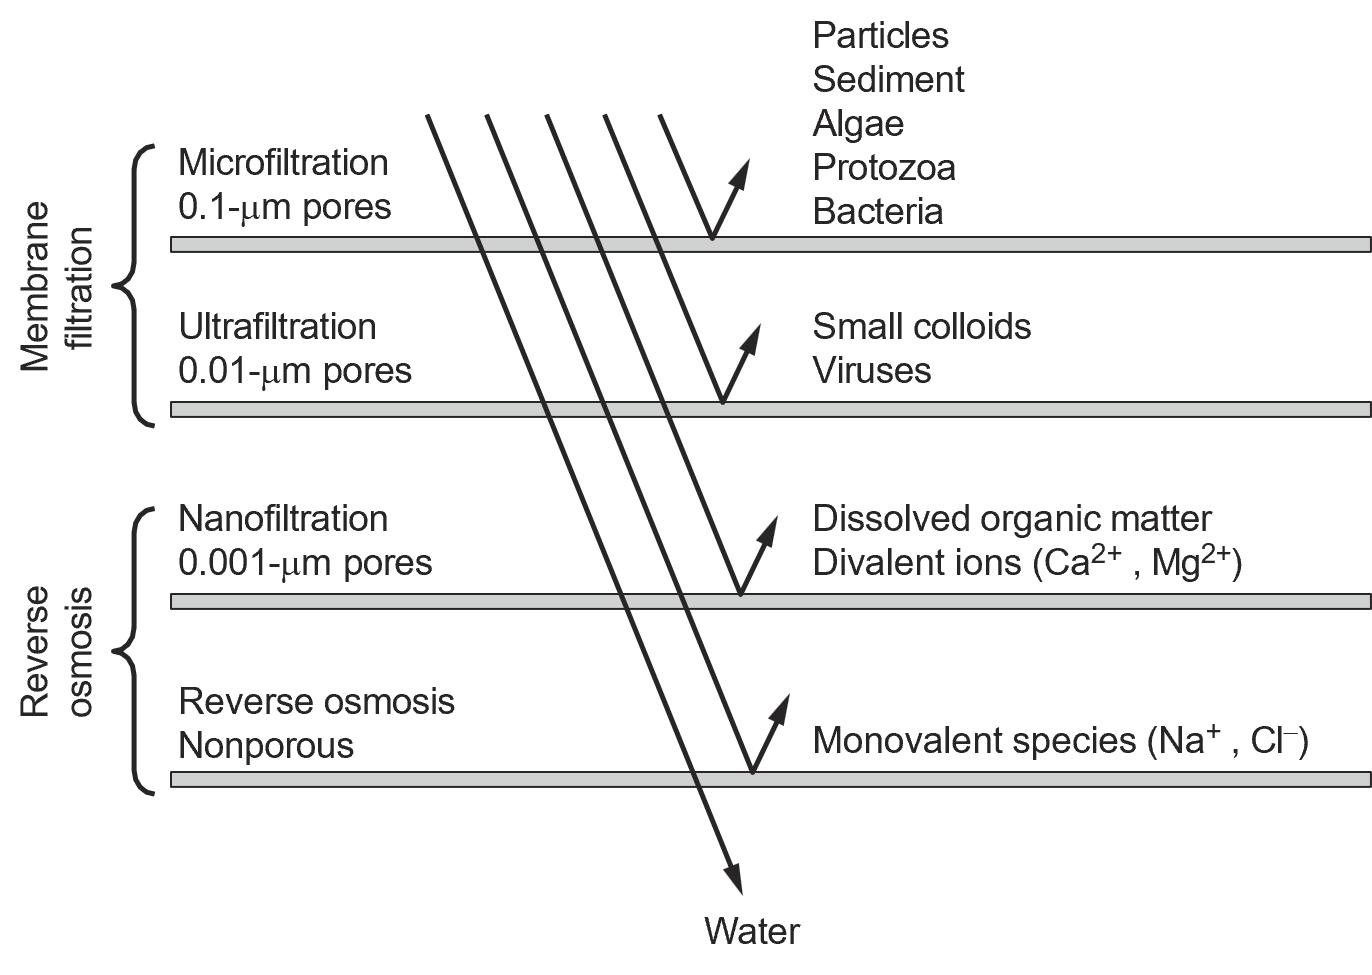 Membrane
filtration
Microfiltration
0.1-μm pores
Particles
Sediment
Algae
Protozoa
Bacteria
Ultrafiltration
0.01-μm pores
Small colloids
Viruses
Reverse
osmosis
Nanofiltration
0.001-μm pores
Dissolved organic matter
Divalent ions (Ca²⁺ , Mg²⁺)
Reverse osmosis
Nonporous
Monovalent species (Na⁺ , Cl⁻)
Water